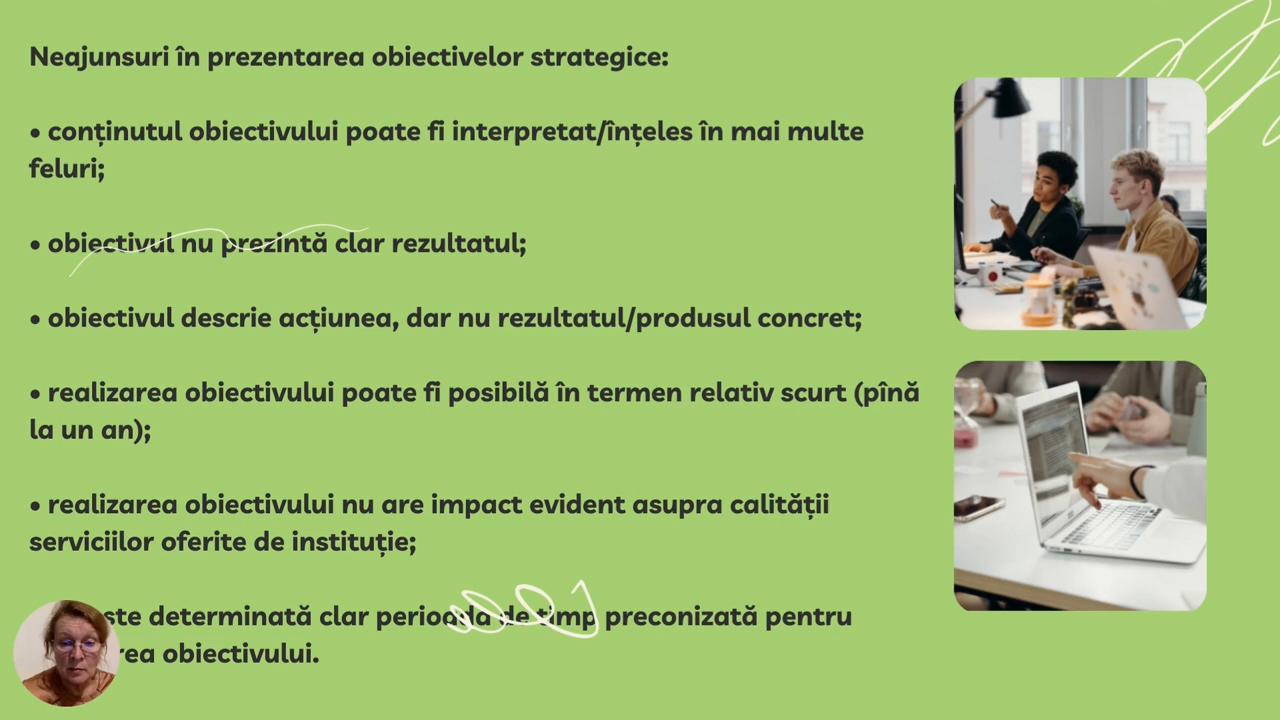 Neajunsuri în prezentarea obiectivelor strategice:
• conținutul obiectivului poate fi interpretat/înțeles în mai multe
feluri;
• obiectivul nu prezintă clar rezultatul;
• obiectivul descrie acțiunea, dar nu rezultatul/produsul concret;
• realizarea obiectivului poate fi posibilă în termen relativ scurt (pînă
la un an);
• realizarea obiectivului nu are impact evident asupra calității
serviciilor oferite de instituție;
determinată clar perioada de timp preconizată pentru
obiectivului.